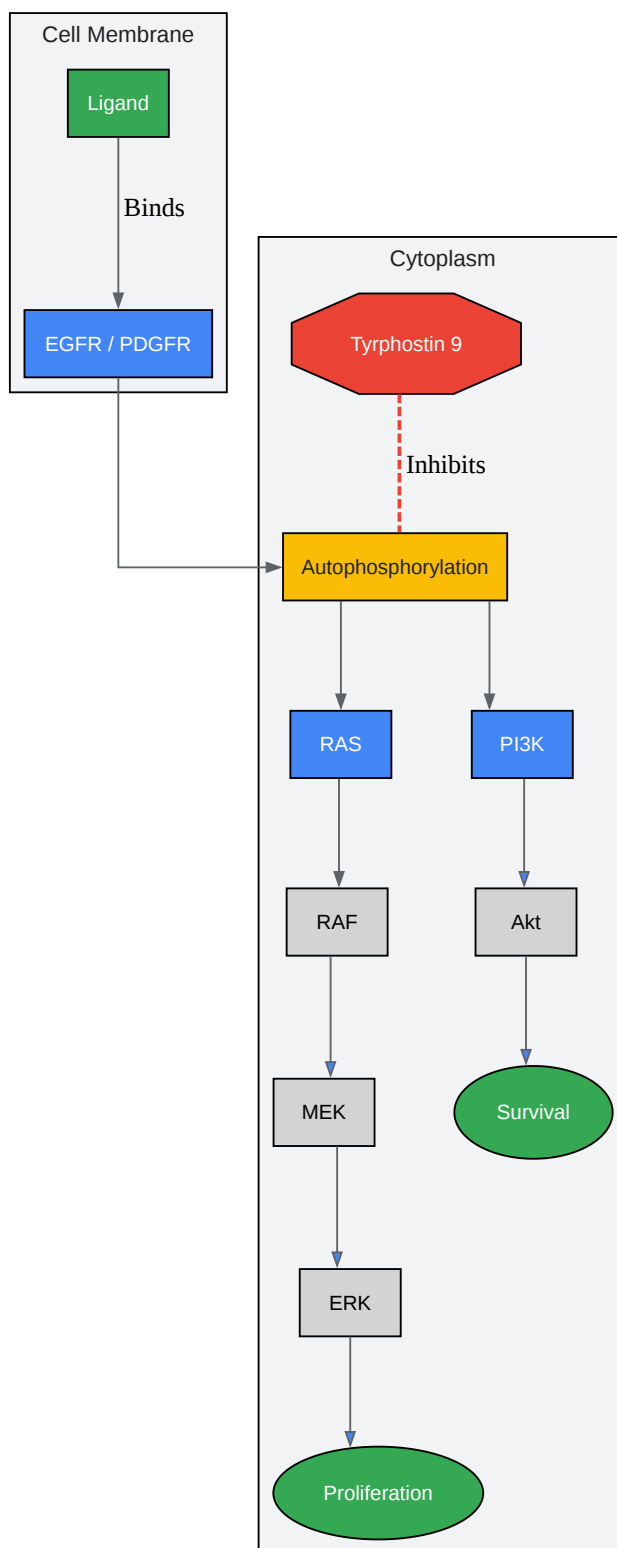 Cell Membrane
Ligand
Binds
EGFR / PDGFR
Cytoplasm
Tyrphostin 9
Inhibits
Autophosphorylation
RAS
PI3K
RAF
Akt
MEK
Survival
ERK
Proliferation